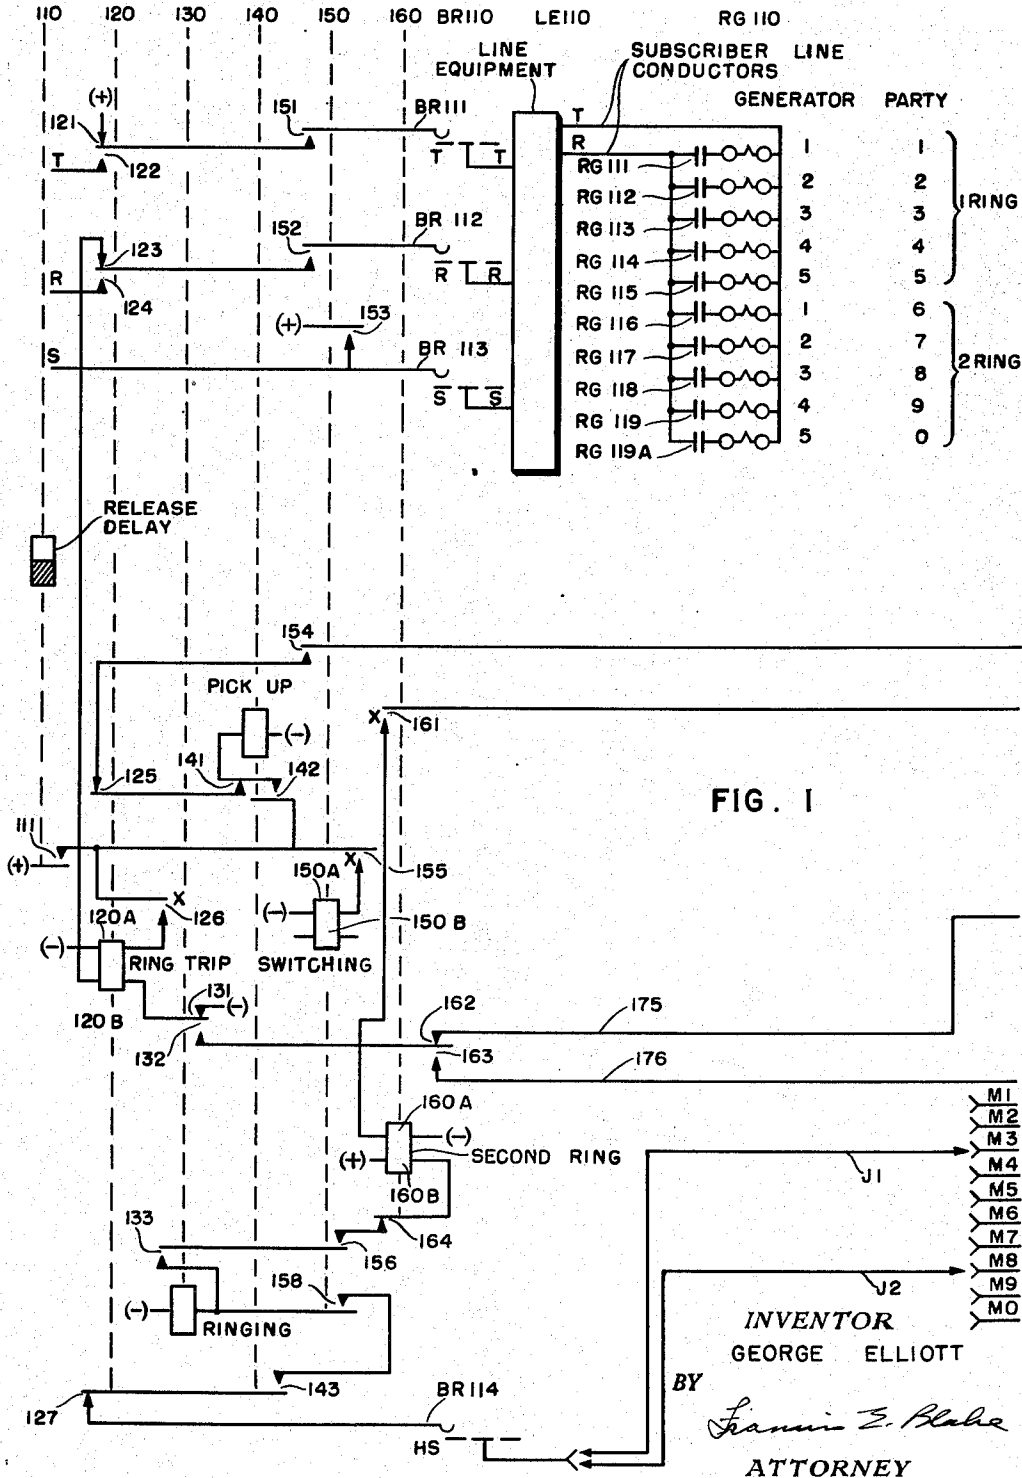 110 120 130 140 150 160 BR110 LE110 RG 110
LINE EQUIPMENT
SUBSCRIBER LINE CONDUCTORS
GENERATOR PARTY
(+)
121
122
T
151
BR111
T T
T
R
RG 111 1 1
RG 112 2 2
RG 113 3 3
RG 114 4 4
RG 115 5 5
1 RING
RG 116 1 6
RG 117 2 7
RG 118 3 8
RG 119 4 9
RG 119A 5 0
2 RING
123
R
124
152
BR 112
R R
(+)
153
S
BR 113
S S
RELEASE DELAY
154
PICK UP
(-)
X
161
125
141
142
FIG. 1
111
(+)
155
X
150A
X
126
120A
(-)
150B
(-)
RING TRIP
SWITCHING
131
(-)
120B
132
162
163
175
176
160A
(-)
SECOND RING
(+)
160B
M1
M2
M3
M4
M5
M6
M7
M8
M9
M0
J1
J2
133
164
156
158
(-)
RINGING
127
143
BR114
HS
INVENTOR
GEORGE ELLIOTT
BY
Francis E. Blake
ATTORNEY